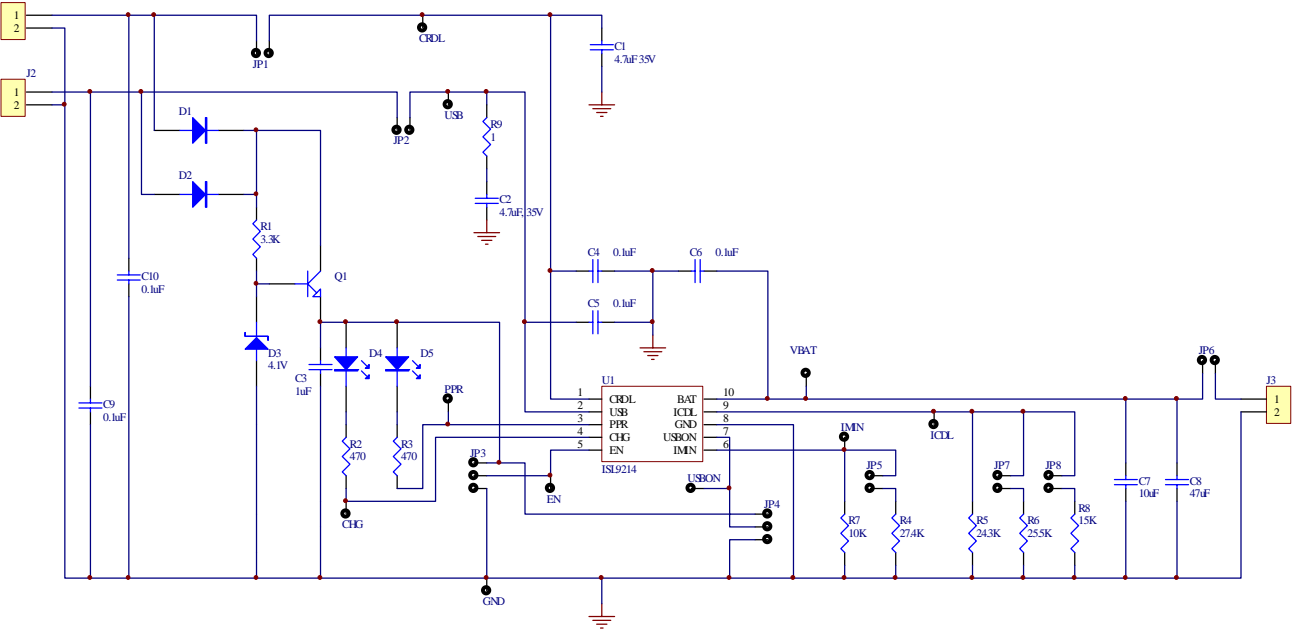 1
2
CRDL
JP1
C1
4.7uF 35V
J2
1
2
D1
USB
JP2
R9
1
D2
C2
4.7uF, 35V
R1
3.3K
C4
0.1uF
C6
0.1uF
C10
0.1uF
Q1
C5
0.1uF
D3
4.1V
D4
D5
VBAT
JP6
C3
1uF
PPR
U1
J3
1
2
C9
0.1uF
1 CRDL BAT 10
2 USB ICDL 9
3 PPR GND 8
4 CHG USBON 7
5 EN IMIN 6
ISL9214
ICDL
IMIN
R2
470
R3
470
JP3
JP5
JP7
JP8
USBON
EN
C7
10uF
C8
47uF
CHG
JP4
R7
10K
R4
27.4K
R5
24.3K
R6
25.5K
R8
15K
GND